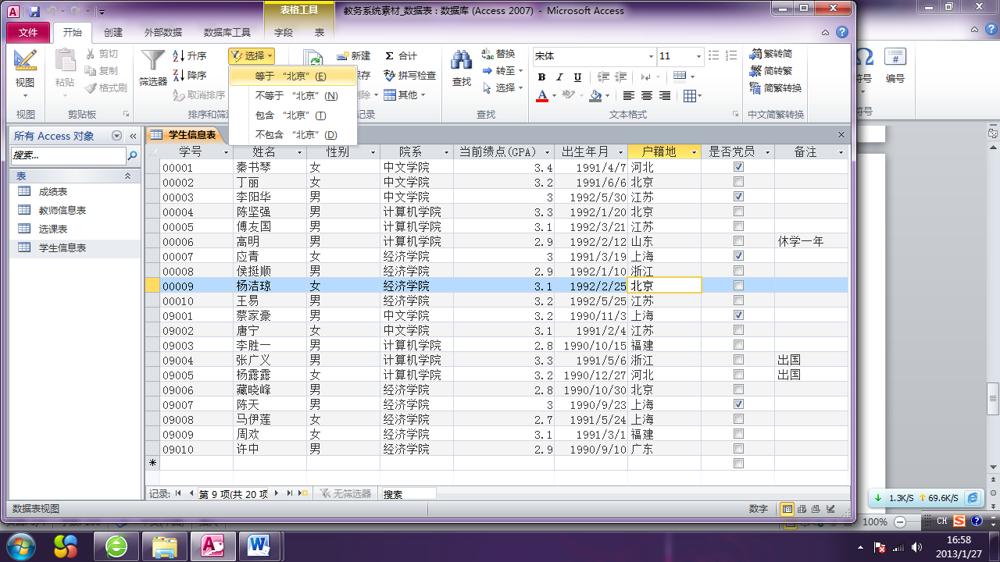 表格工具
教务系统素材_数据表 : 数据库 (Access 2007) - Microsoft Access
文件 开始 创建 外部数据 数据库工具 字段 表
剪切 升序 选择 新建 合计 替换 宋体 11 繁转简
复制 降序 拼写检查 转至 简转繁
视图 粘贴 格式刷 筛选器 取消排序 其他 查找 选择 B I U 简繁转换 编号
视图 剪贴板 查找 文本格式 中文简繁转换
等于 “北京”(E)
不等于 “北京”(N)
包含 “北京”(T)
不包含 “北京”(D)
所有 Access 对象
搜索...
表
成绩表
教师信息表
选课表
学生信息表
学生信息表
学号 姓名 性别 院系 当前绩点(GPA) 出生年月 户籍地 是否党员 备注
00001 秦书琴 女 中文学院 3.4 1991/4/7 河北
00002 丁丽 女 中文学院 3.2 1991/6/6 北京
00003 李阳华 男 中文学院 3 1992/5/30 江苏
00004 陈坚强 男 计算机学院 3.3 1992/1/20 北京
00005 傅友国 男 计算机学院 3.1 1992/3/21 江苏
00006 高明 男 计算机学院 2.9 1992/2/12 山东 休学一年
00007 应青 女 经济学院 3 1991/3/19 上海
00008 侯挺顺 男 经济学院 2.9 1992/1/10 浙江
00009 杨洁琼 女 经济学院 3.1 1992/2/25 北京
00010 王易 男 经济学院 3.2 1992/5/25 江苏
09001 蔡家豪 男 中文学院 3.2 1990/11/3 上海
09002 唐宁 女 中文学院 3.1 1991/2/4 江苏
09003 李胜一 男 计算机学院 2.8 1990/10/15 福建
09004 张广义 男 计算机学院 3.3 1991/5/6 浙江 出国
09005 杨露露 女 计算机学院 3.2 1990/12/27 河北 出国
09006 藏晓峰 男 经济学院 2.8 1990/10/30 北京
09007 陈天 男 经济学院 3 1990/9/23 上海
09008 马伊莲 女 经济学院 2.7 1991/5/24 上海
09009 周欢 女 经济学院 3.1 1991/3/1 福建
09010 许中 男 经济学院 2.9 1990/9/10 广东
记录: 第 9 项(共 20 项 无筛选器 搜索
数据表视图 数字
1.3K/S 69.6K/S
100% CH
16:58
2013/1/27